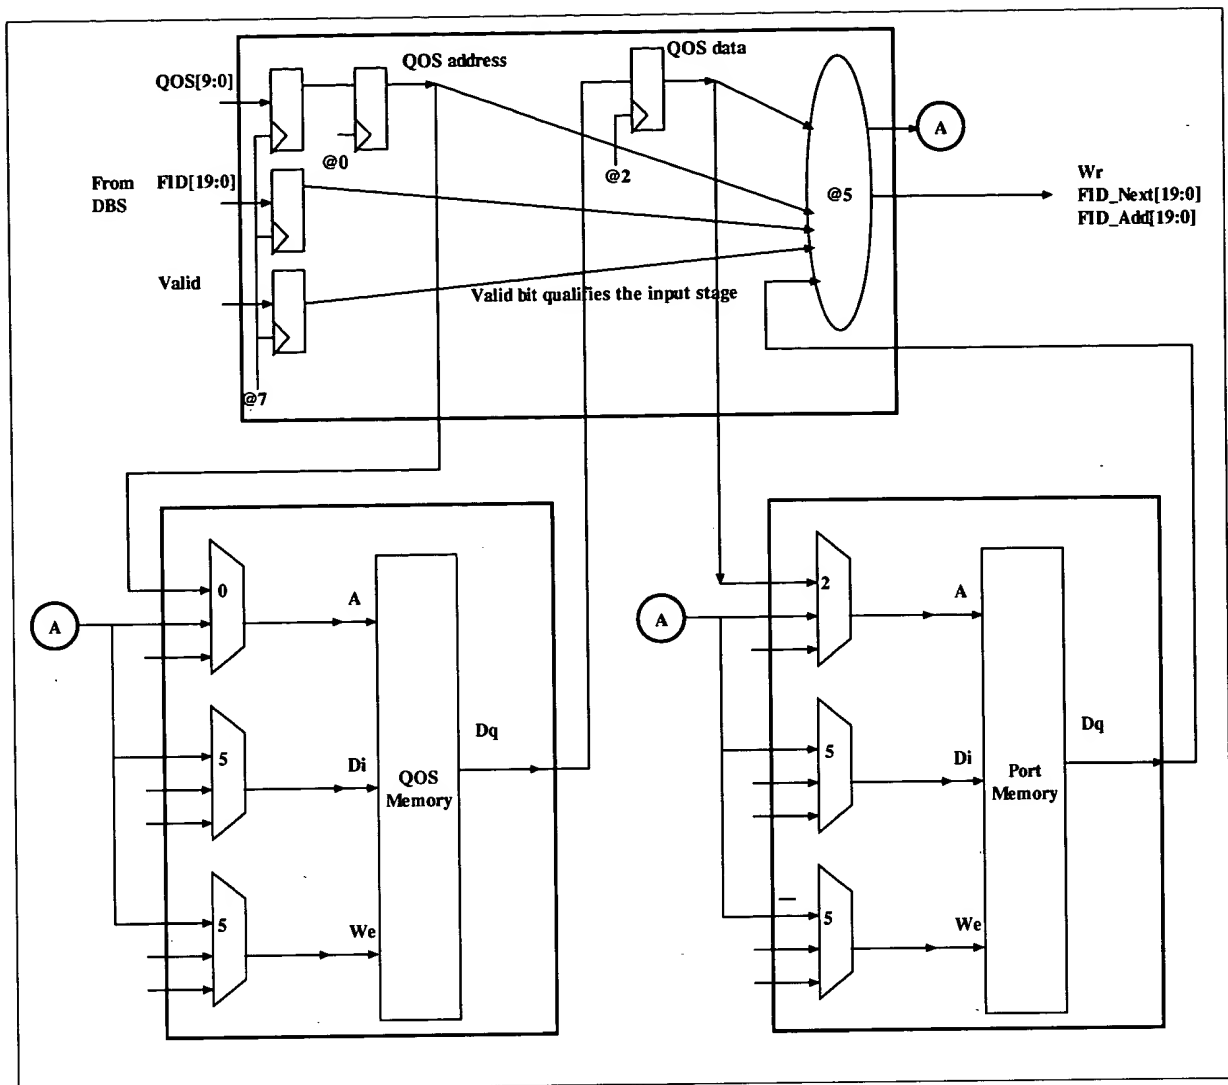 QOS[9:0]
QOS address
QOS data
@0
@2
A
From
DBS
FID[19:0]
@5
Wr
FID_Next[19:0]
FID_Add[19:0]
Valid
Valid bit qualifies the input stage
@7
0
A
A
5
Di
QOS
Memory
Dq
5
We
2
A
A
5
Di
Port
Memory
Dq
5
We